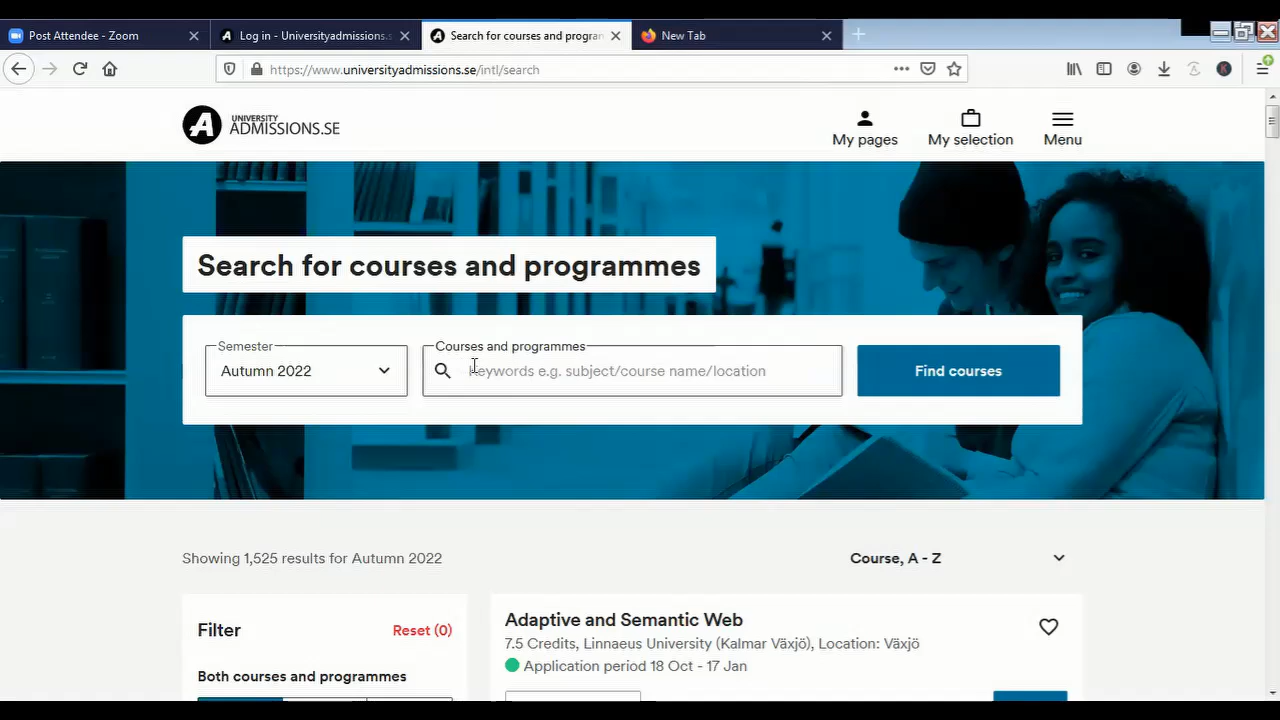 Post Attendee - Zoom
Log in - Universityadmissions.
Search for courses and progran
New Tab
https://www.universityadmissions.se/intl/search
UNIVERSITY
ADMISSIONS.SE
My pages
My selection
Menu
Search for courses and programmes
Semester
Autumn 2022
Courses and programmes
Keywords e.g. subject/course name/location
Find courses
Showing 1,525 results for Autumn 2022
Course, A - Z
Filter
Reset (0)
Both courses and programmes
Adaptive and Semantic Web
7.5 Credits, Linnaeus University (Kalmar Växjö), Location: Växjö
Application period 18 Oct - 17 Jan